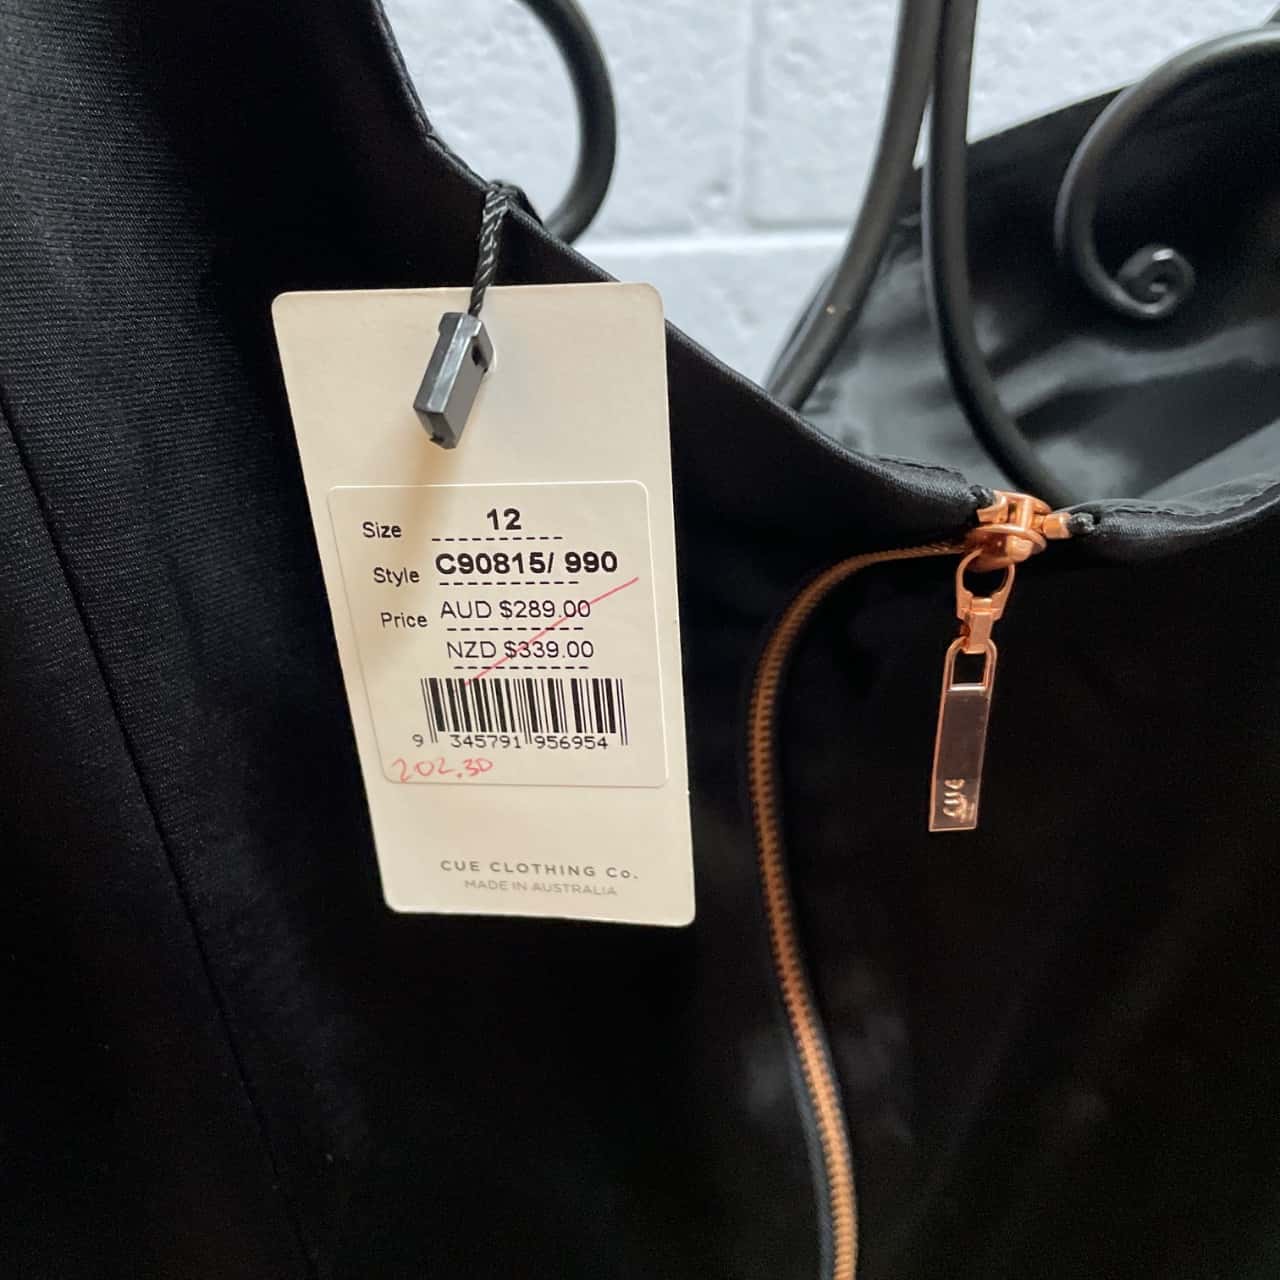 Size 12
Style C90815/ 990
Price AUD $289.00
NZD $339.00
9 345791 956954
202.30
CUE CLOTHING Co.
MADE IN AUSTRALIA
CUE